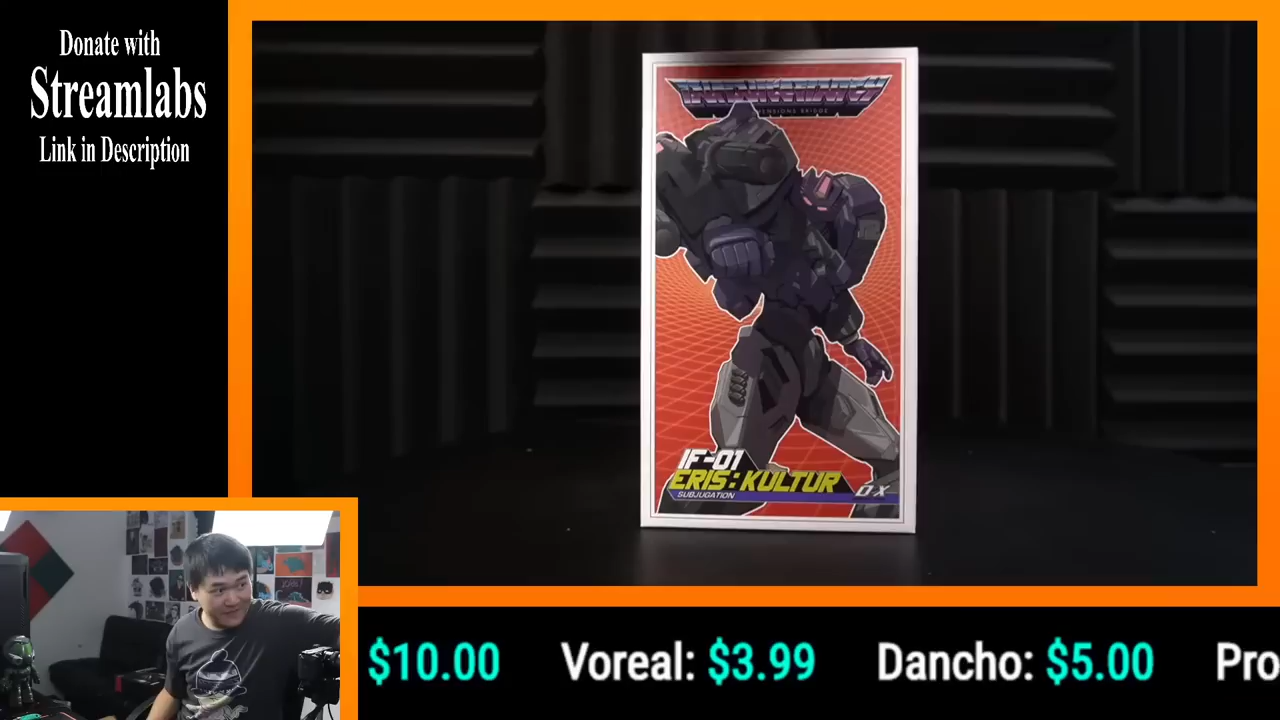 Donate with
Streamlabs
Link in Description
IF-01
ERIS: KULTUR
SUBJUGATION
DX
$10.00 Voreal: $3.99 Dancho: $5.00 Pro